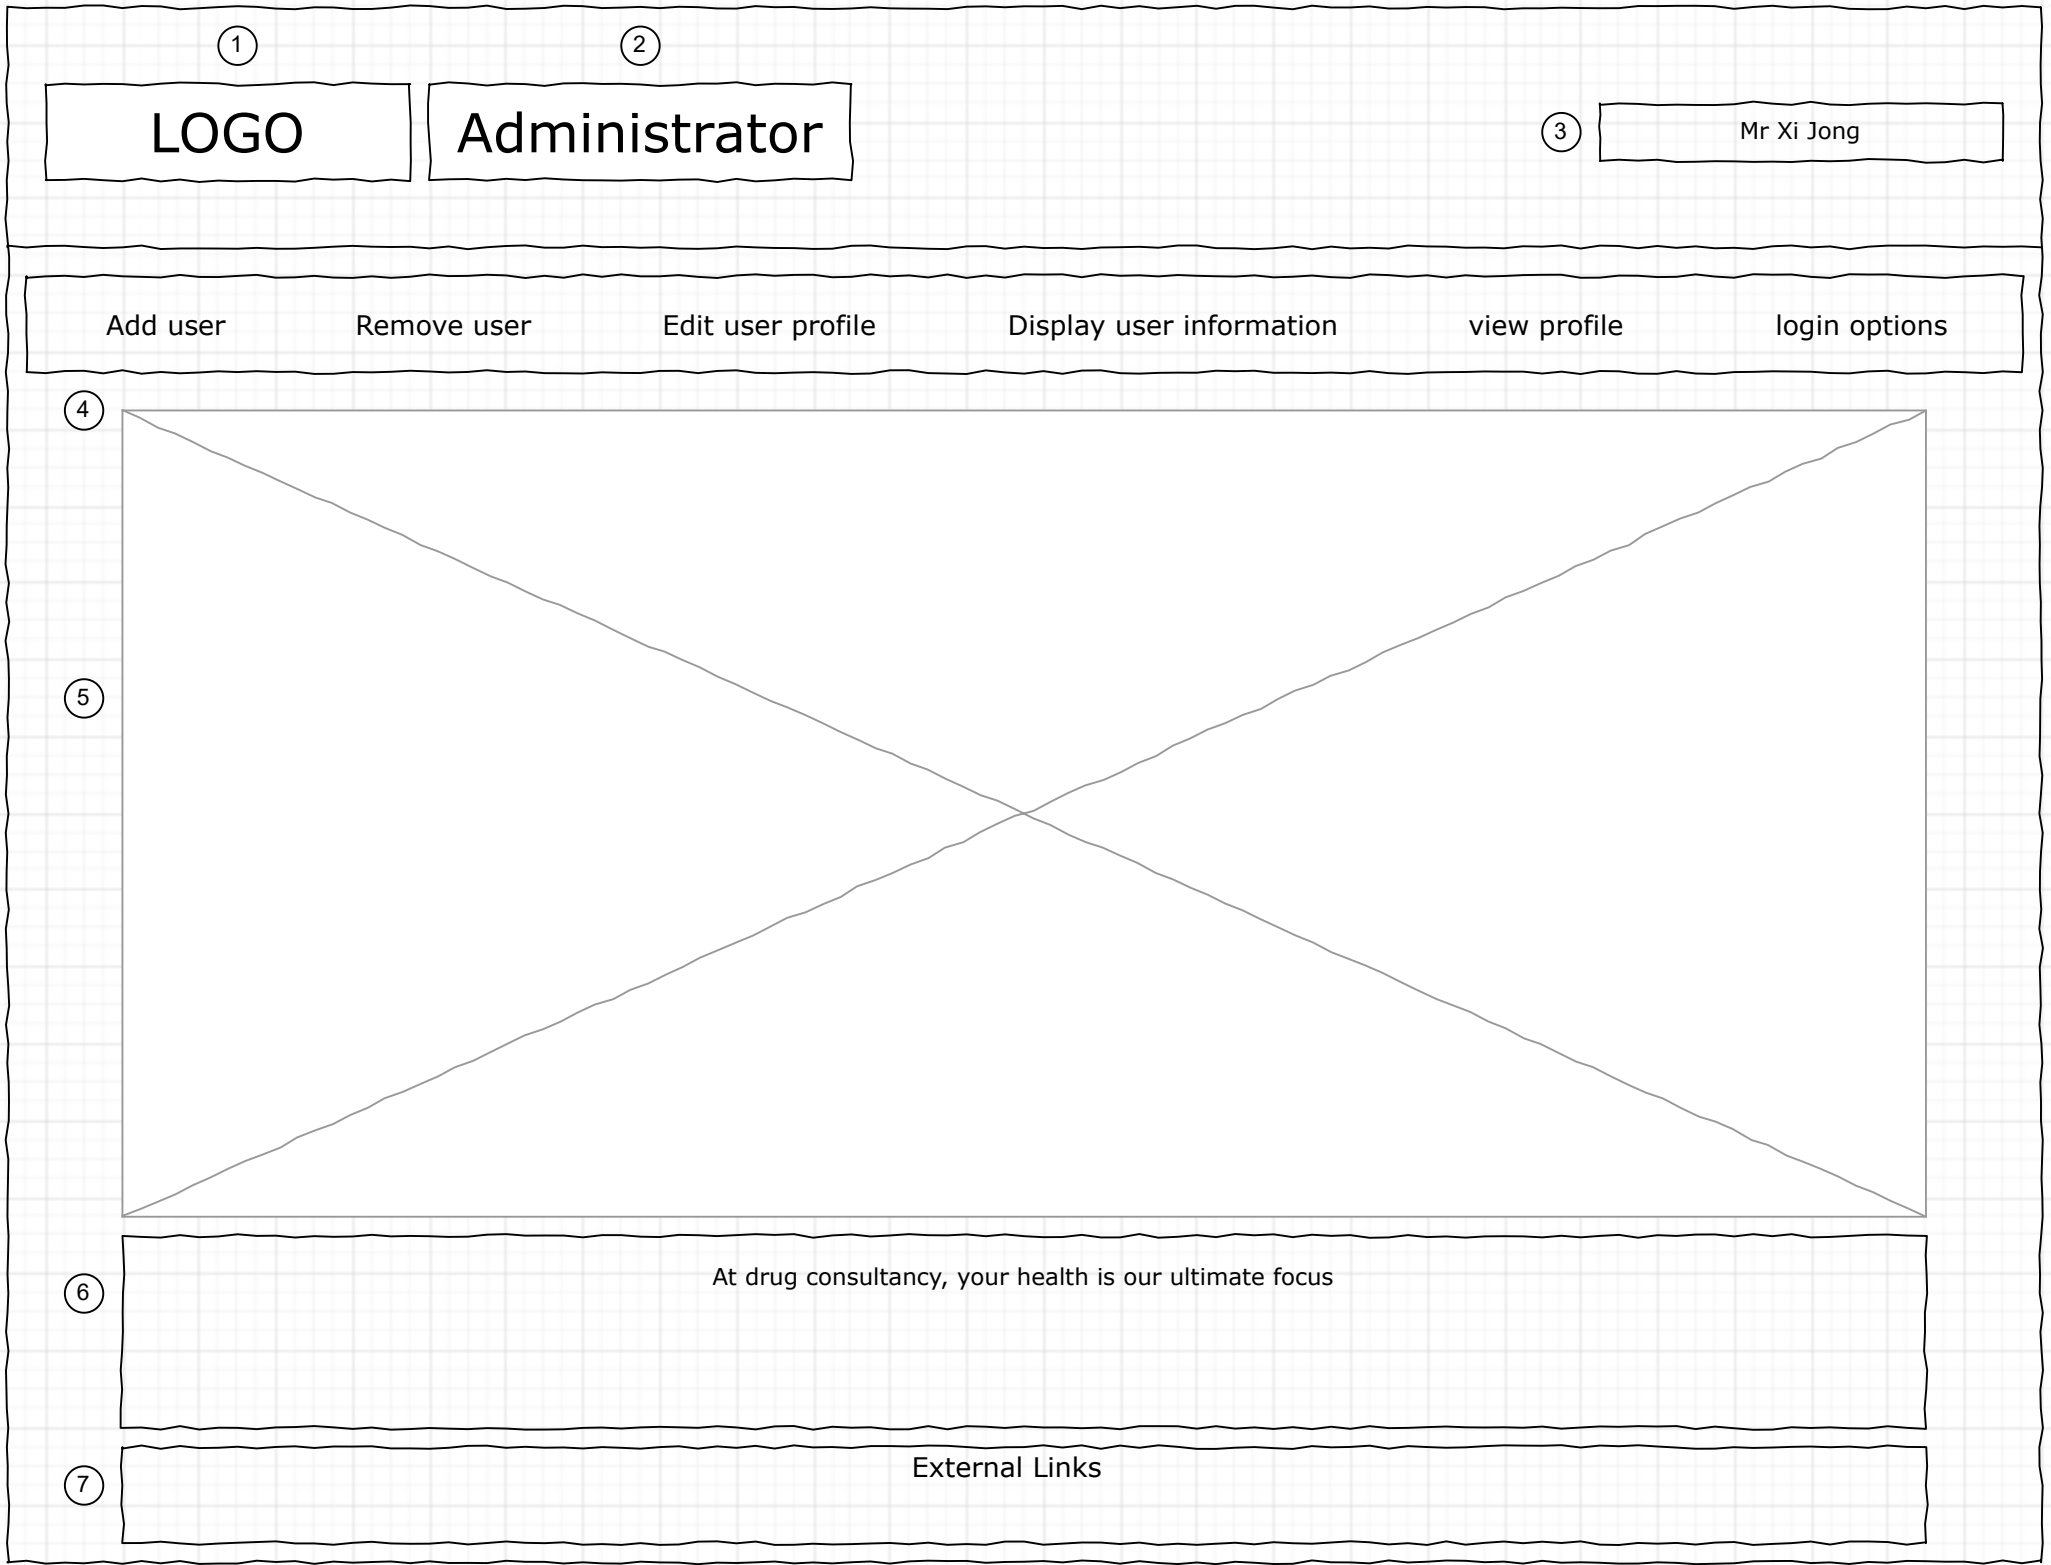 1
2
LOGO
Administrator
3
Mr Xi Jong
Add user
Remove user
Edit user profile
Display user information
view profile
login options
4
5
6
At drug consultancy, your health is our ultimate focus
7
External Links